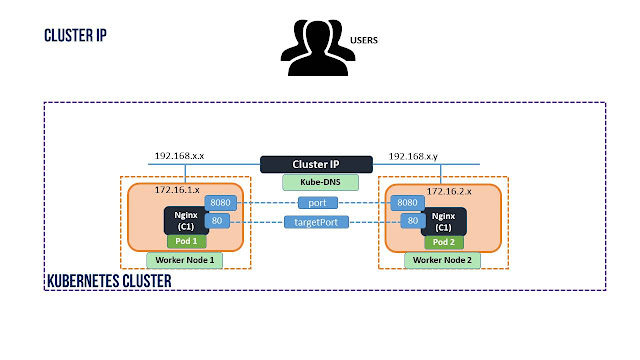 CLUSTER IP
USERS
192.168.x.x
Cluster IP
192.168.x.y
Kube-DNS
172.16.1.x
172.16.2.x
8080
port
8080
Nginx
(C1)
80
targetPort
80
Nginx
(C1)
Pod 1
Pod 2
Worker Node 1
Worker Node 2
KUBERNETES CLUSTER